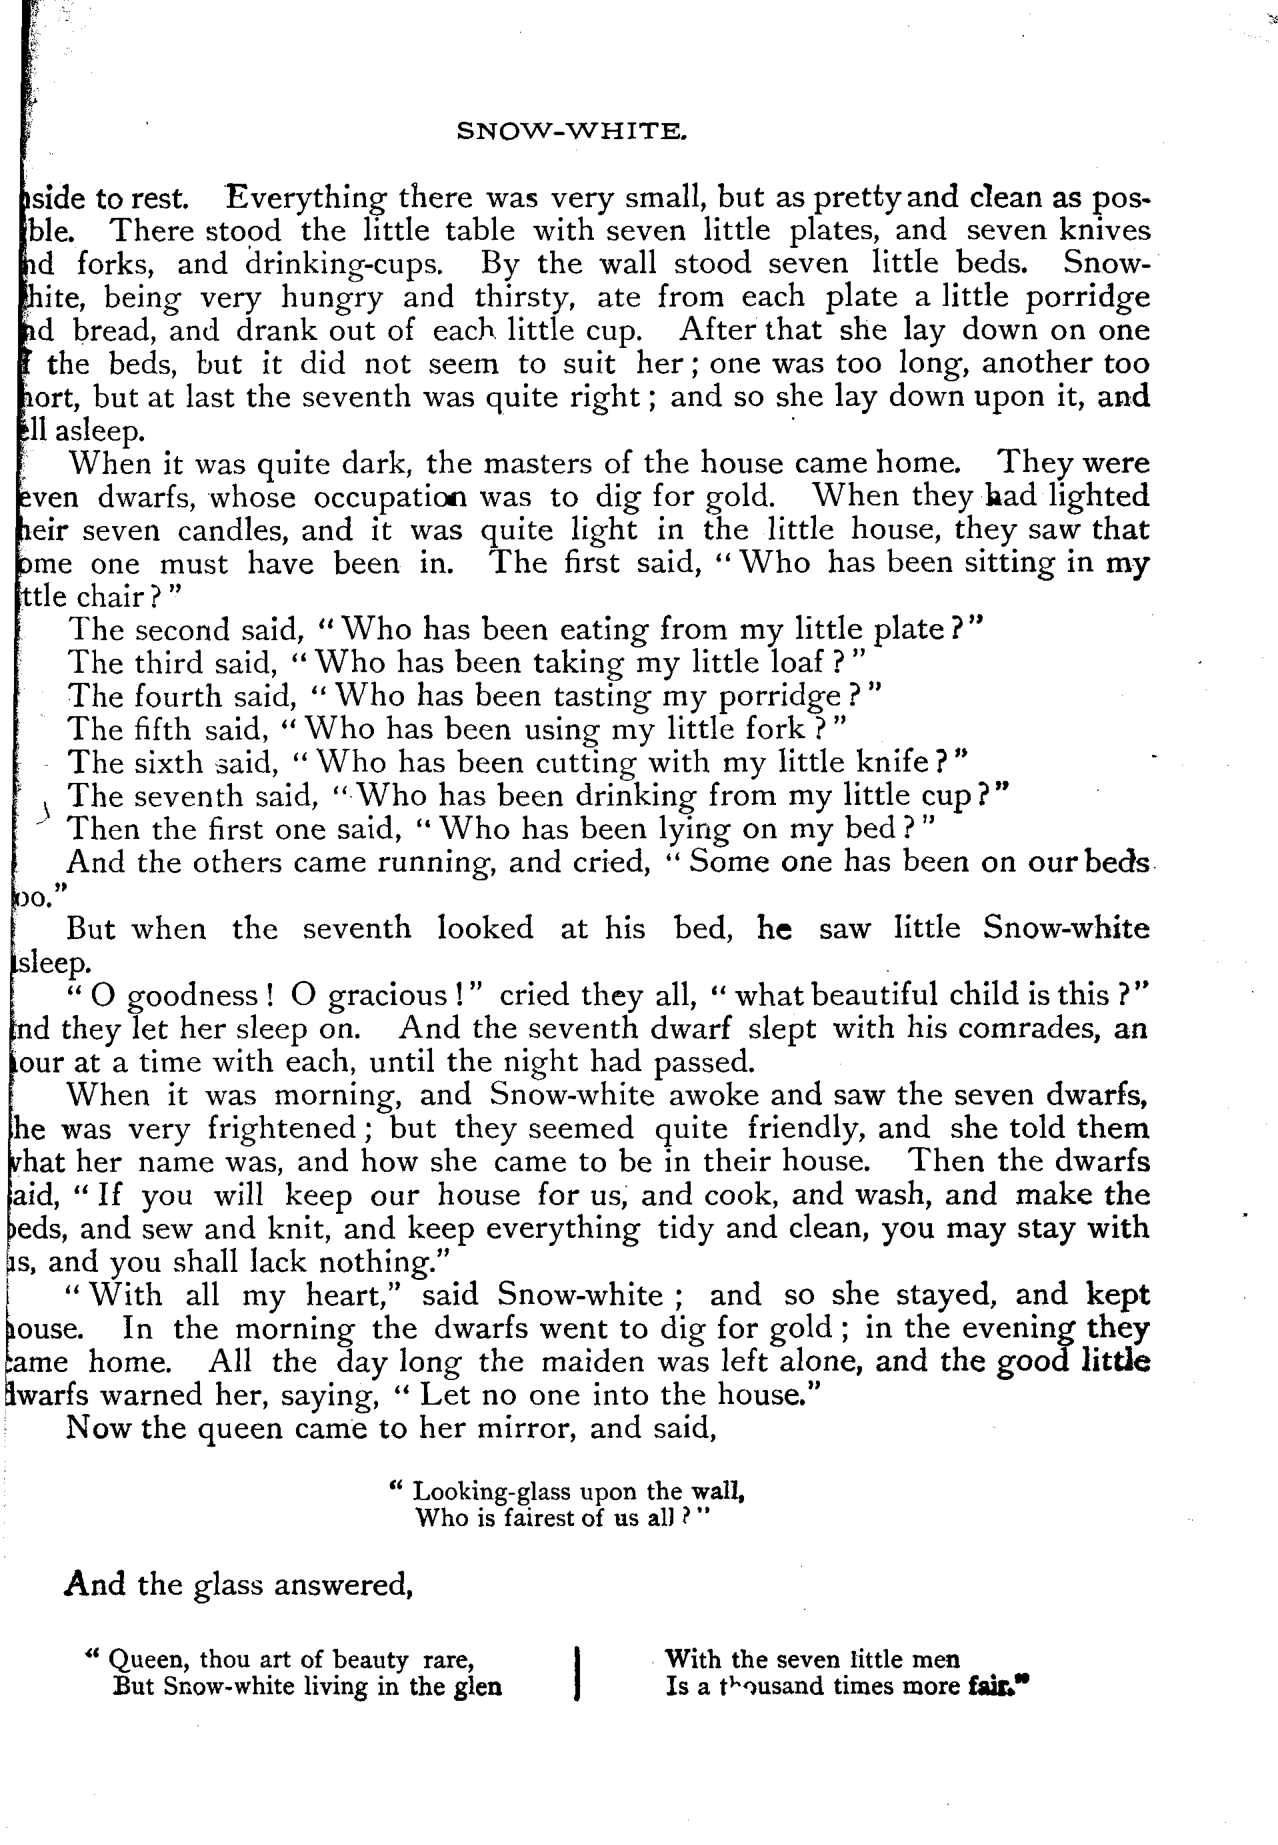 SNOW-WHITE.
side to rest. Everything there was very small, but as pretty and clean as pos-
ble. There stood the little table with seven little plates, and seven knives
nd forks, and drinking-cups. By the wall stood seven little beds. Snow-
hite, being very hungry and thirsty, ate from each plate a little porridge
nd bread, and drank out of each little cup. After that she lay down on one
f the beds, but it did not seem to suit her; one was too long, another too
hort, but at last the seventh was quite right; and so she lay down upon it, and
ell asleep.
When it was quite dark, the masters of the house came home. They were
even dwarfs, whose occupation was to dig for gold. When they had lighted
heir seven candles, and it was quite light in the little house, they saw that
ome one must have been in. The first said, “Who has been sitting in my
ttle chair?”
The second said, “Who has been eating from my little plate?”
The third said, “Who has been taking my little loaf?”
The fourth said, “Who has been tasting my porridge?”
The fifth said, “Who has been using my little fork?”
The sixth said, “Who has been cutting with my little knife?”
The seventh said, “Who has been drinking from my little cup?”
Then the first one said, “Who has been lying on my bed?”
And the others came running, and cried, “Some one has been on our beds
oo.”
But when the seventh looked at his bed, he saw little Snow-white
sleep.
“O goodness! O gracious!” cried they all, “what beautiful child is this?”
nd they let her sleep on. And the seventh dwarf slept with his comrades, an
our at a time with each, until the night had passed.
When it was morning, and Snow-white awoke and saw the seven dwarfs,
he was very frightened; but they seemed quite friendly, and she told them
what her name was, and how she came to be in their house. Then the dwarfs
aid, “If you will keep our house for us, and cook, and wash, and make the
beds, and sew and knit, and keep everything tidy and clean, you may stay with
us, and you shall lack nothing.”
“With all my heart,” said Snow-white; and so she stayed, and kept
house. In the morning the dwarfs went to dig for gold; in the evening they
came home. All the day long the maiden was left alone, and the good little
dwarfs warned her, saying, “Let no one into the house.”
Now the queen came to her mirror, and said,
“Looking-glass upon the wall,
Who is fairest of us all?”
And the glass answered,
“Queen, thou art of beauty rare,
But Snow-white living in the glen
With the seven little men
Is a thousand times more fair.”